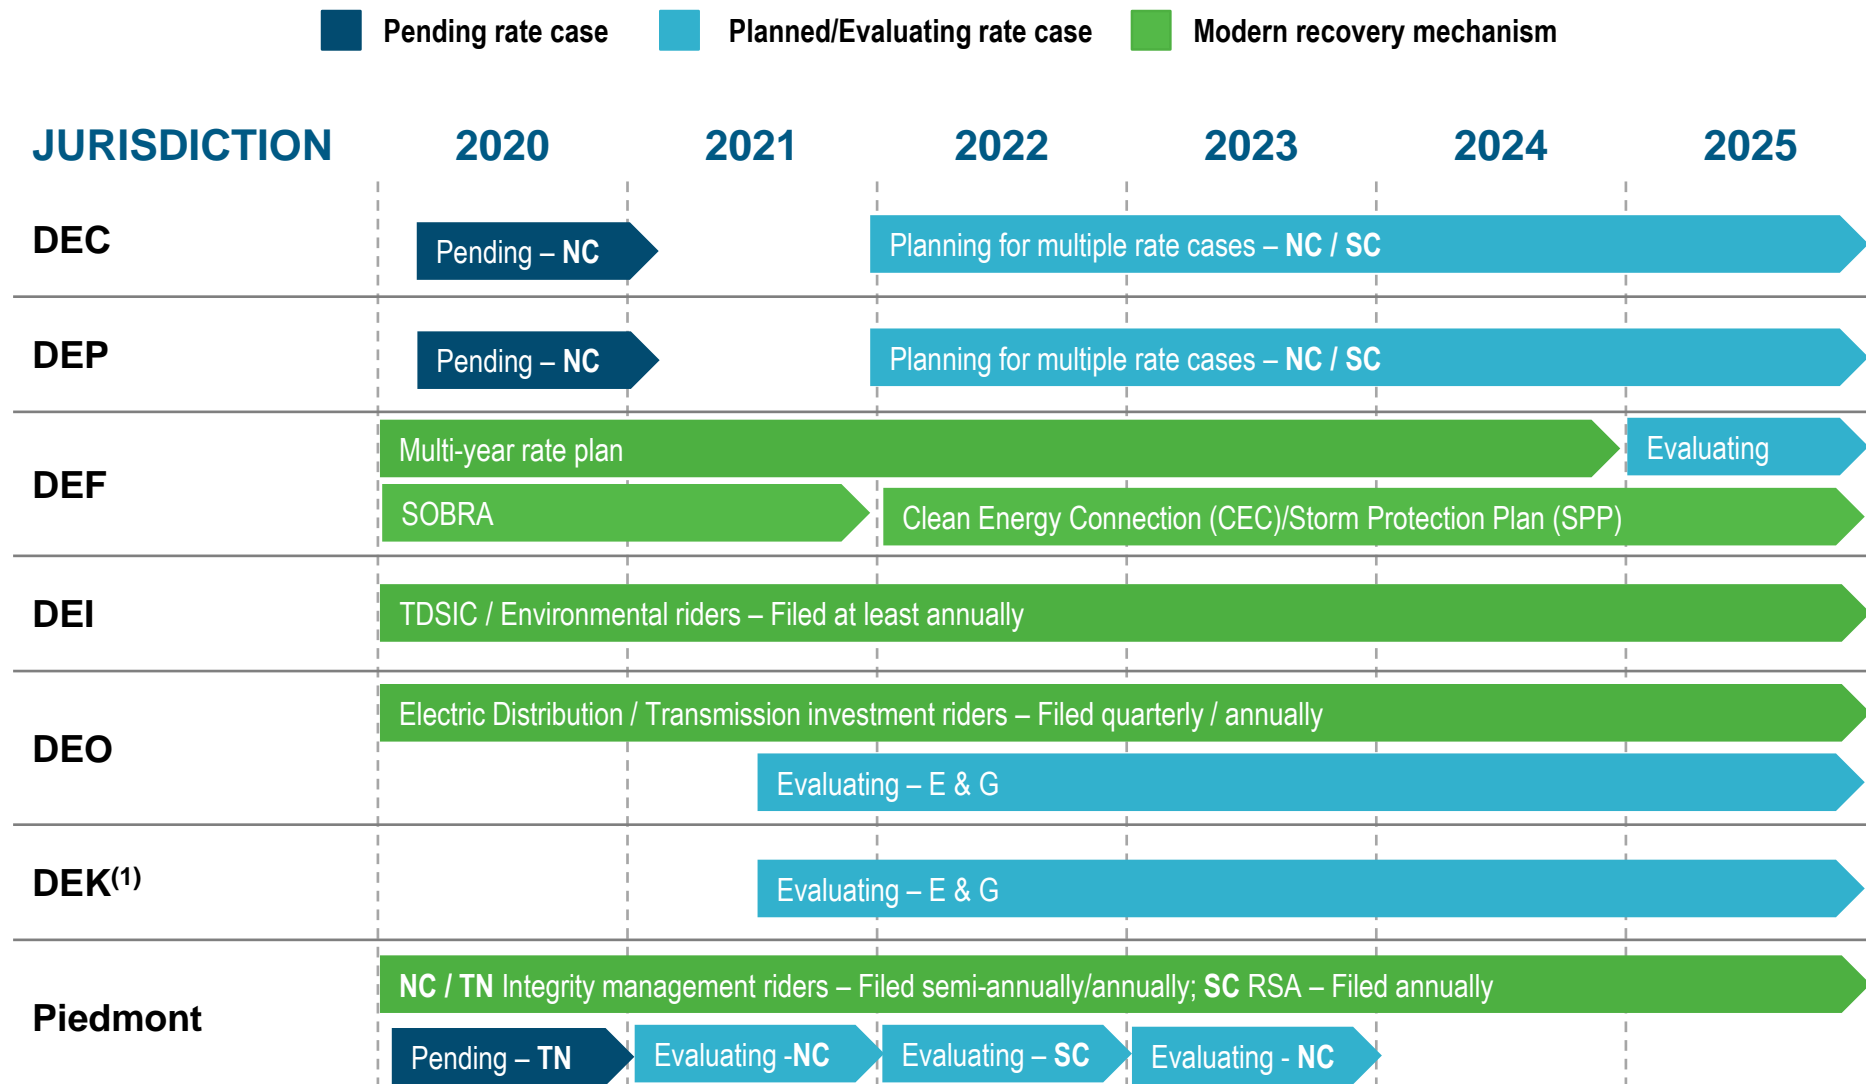 Pending rate case Planned/Evaluating rate case Modern recovery mechanism
JURISDICTION 2020 2021 2022 2023 2024 2025
DEC
Pending – NC
Planning for multiple rate cases – NC / SC
DEP
Pending – NC
Planning for multiple rate cases – NC / SC
DEF
Multi-year rate plan
Evaluating
SOBRA
Clean Energy Connection (CEC)/Storm Protection Plan (SPP)
DEI
TDSIC / Environmental riders – Filed at least annually
DEO
Electric Distribution / Transmission investment riders – Filed quarterly / annually
Evaluating – E & G
DEK(1)
Evaluating – E & G
Piedmont
NC / TN Integrity management riders – Filed semi-annually/annually; SC RSA – Filed annually
Pending – TN
Evaluating -NC
Evaluating – SC
Evaluating - NC